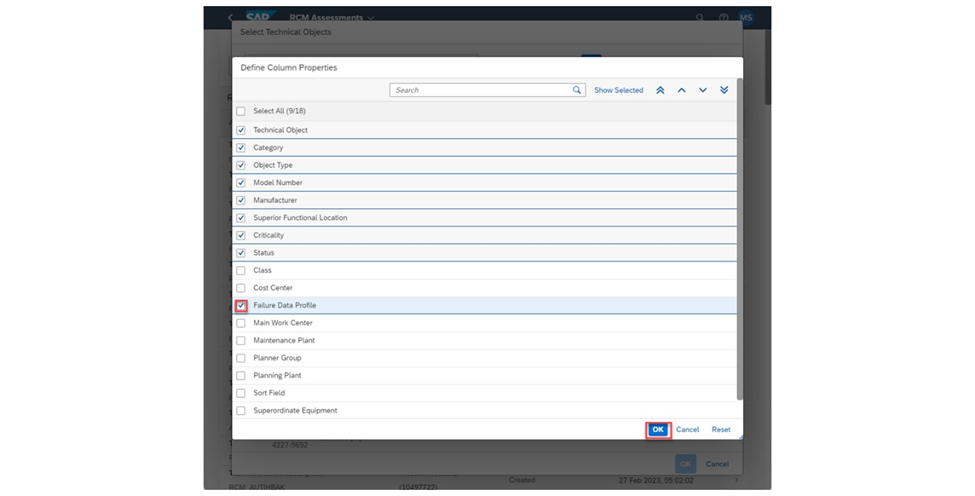 SAP RCM Assessments MS
Select Technical Objects
Define Column Properties
Search Show Selected
Select All (9/18)
Technical Object
Category
Object Type
Model Number
Manufacturer
Superior Functional Location
Criticality
Status
Class
Cost Center
Failure Data Profile
Main Work Center
Maintenance Plant
Planner Group
Planning Plant
Sort Field
Superordinate Equipment
OK Cancel Reset
4227-5652
OK Cancel
Created 27 Feb 2023, 05:02:02
RCM_AUTIHBAK (10497722)